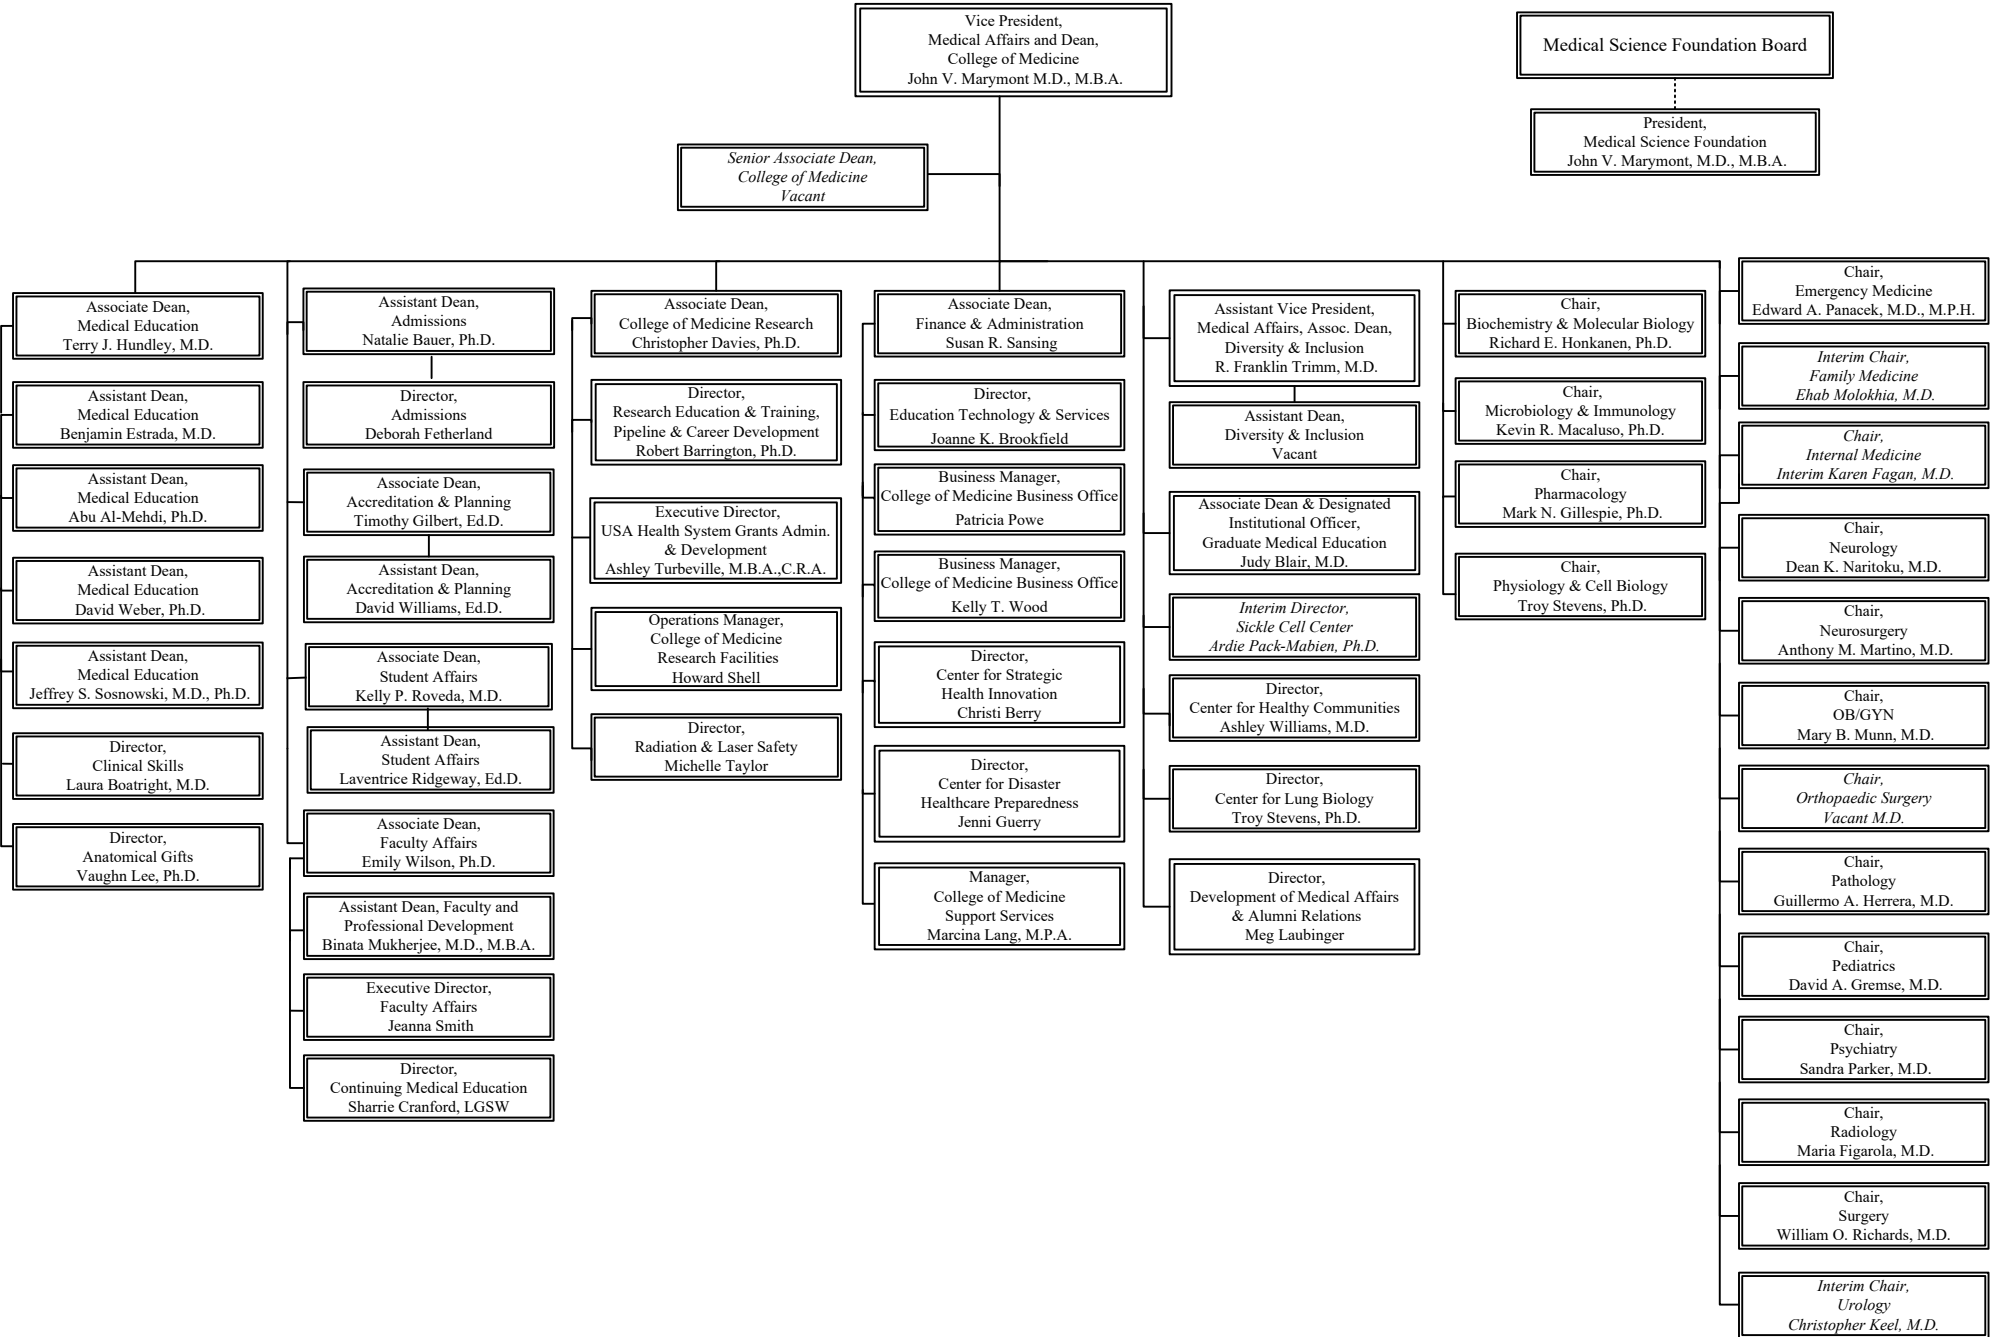 Vice President,
Medical Affairs and Dean,
College of Medicine
John V. Marymont M.D., M.B.A.
Medical Science Foundation Board
President,
Medical Science Foundation
John V. Marymont, M.D., M.B.A.
Senior Associate Dean,
College of Medicine
Vacant
Associate Dean,
Medical Education
Terry J. Hundley, M.D.
Assistant Dean,
Medical Education
Benjamin Estrada, M.D.
Assistant Dean,
Medical Education
Abu Al-Mehdi, Ph.D.
Assistant Dean,
Medical Education
David Weber, Ph.D.
Assistant Dean,
Medical Education
Jeffrey S. Sosnowski, M.D., Ph.D.
Director,
Clinical Skills
Laura Boatright, M.D.
Director,
Anatomical Gifts
Vaughn Lee, Ph.D.
Assistant Dean,
Admissions
Natalie Bauer, Ph.D.
Director,
Admissions
Deborah Fetherland
Associate Dean,
Accreditation & Planning
Timothy Gilbert, Ed.D.
Assistant Dean,
Accreditation & Planning
David Williams, Ed.D.
Associate Dean,
Student Affairs
Kelly P. Roveda, M.D.
Assistant Dean,
Student Affairs
Laventrice Ridgeway, Ed.D.
Associate Dean,
Faculty Affairs
Emily Wilson, Ph.D.
Assistant Dean, Faculty and
Professional Development
Binata Mukherjee, M.D., M.B.A.
Executive Director,
Faculty Affairs
Jeanna Smith
Director,
Continuing Medical Education
Sharrie Cranford, LGSW
Associate Dean,
College of Medicine Research
Christopher Davies, Ph.D.
Director,
Research Education & Training,
Pipeline & Career Development
Robert Barrington, Ph.D.
Executive Director,
USA Health System Grants Admin.
& Development
Ashley Turbeville, M.B.A.,C.R.A.
Operations Manager,
College of Medicine
Research Facilities
Howard Shell
Director,
Radiation & Laser Safety
Michelle Taylor
Associate Dean,
Finance & Administration
Susan R. Sansing
Director,
Education Technology & Services
Joanne K. Brookfield
Business Manager,
College of Medicine Business Office
Patricia Powe
Business Manager,
College of Medicine Business Office
Kelly T. Wood
Director,
Center for Strategic
Health Innovation
Christi Berry
Director,
Center for Disaster
Healthcare Preparedness
Jenni Guerry
Manager,
College of Medicine
Support Services
Marcina Lang, M.P.A.
Assistant Vice President,
Medical Affairs, Assoc. Dean,
Diversity & Inclusion
R. Franklin Trimm, M.D.
Assistant Dean,
Diversity & Inclusion
Vacant
Associate Dean & Designated
Institutional Officer,
Graduate Medical Education
Judy Blair, M.D.
Interim Director,
Sickle Cell Center
Ardie Pack-Mabien, Ph.D.
Director,
Center for Healthy Communities
Ashley Williams, M.D.
Director,
Center for Lung Biology
Troy Stevens, Ph.D.
Director,
Development of Medical Affairs
& Alumni Relations
Meg Laubinger
Chair,
Biochemistry & Molecular Biology
Richard E. Honkanen, Ph.D.
Chair,
Microbiology & Immunology
Kevin R. Macaluso, Ph.D.
Chair,
Pharmacology
Mark N. Gillespie, Ph.D.
Chair,
Physiology & Cell Biology
Troy Stevens, Ph.D.
Chair,
Emergency Medicine
Edward A. Panacek, M.D., M.P.H.
Interim Chair,
Family Medicine
Ehab Molokhia, M.D.
Chair,
Internal Medicine
Interim Karen Fagan, M.D.
Chair,
Neurology
Dean K. Naritoku, M.D.
Chair,
Neurosurgery
Anthony M. Martino, M.D.
Chair,
OB/GYN
Mary B. Munn, M.D.
Chair,
Orthopaedic Surgery
Vacant M.D.
Chair,
Pathology
Guillermo A. Herrera, M.D.
Chair,
Pediatrics
David A. Gremse, M.D.
Chair,
Psychiatry
Sandra Parker, M.D.
Chair,
Radiology
Maria Figarola, M.D.
Chair,
Surgery
William O. Richards, M.D.
Interim Chair,
Urology
Christopher Keel, M.D.